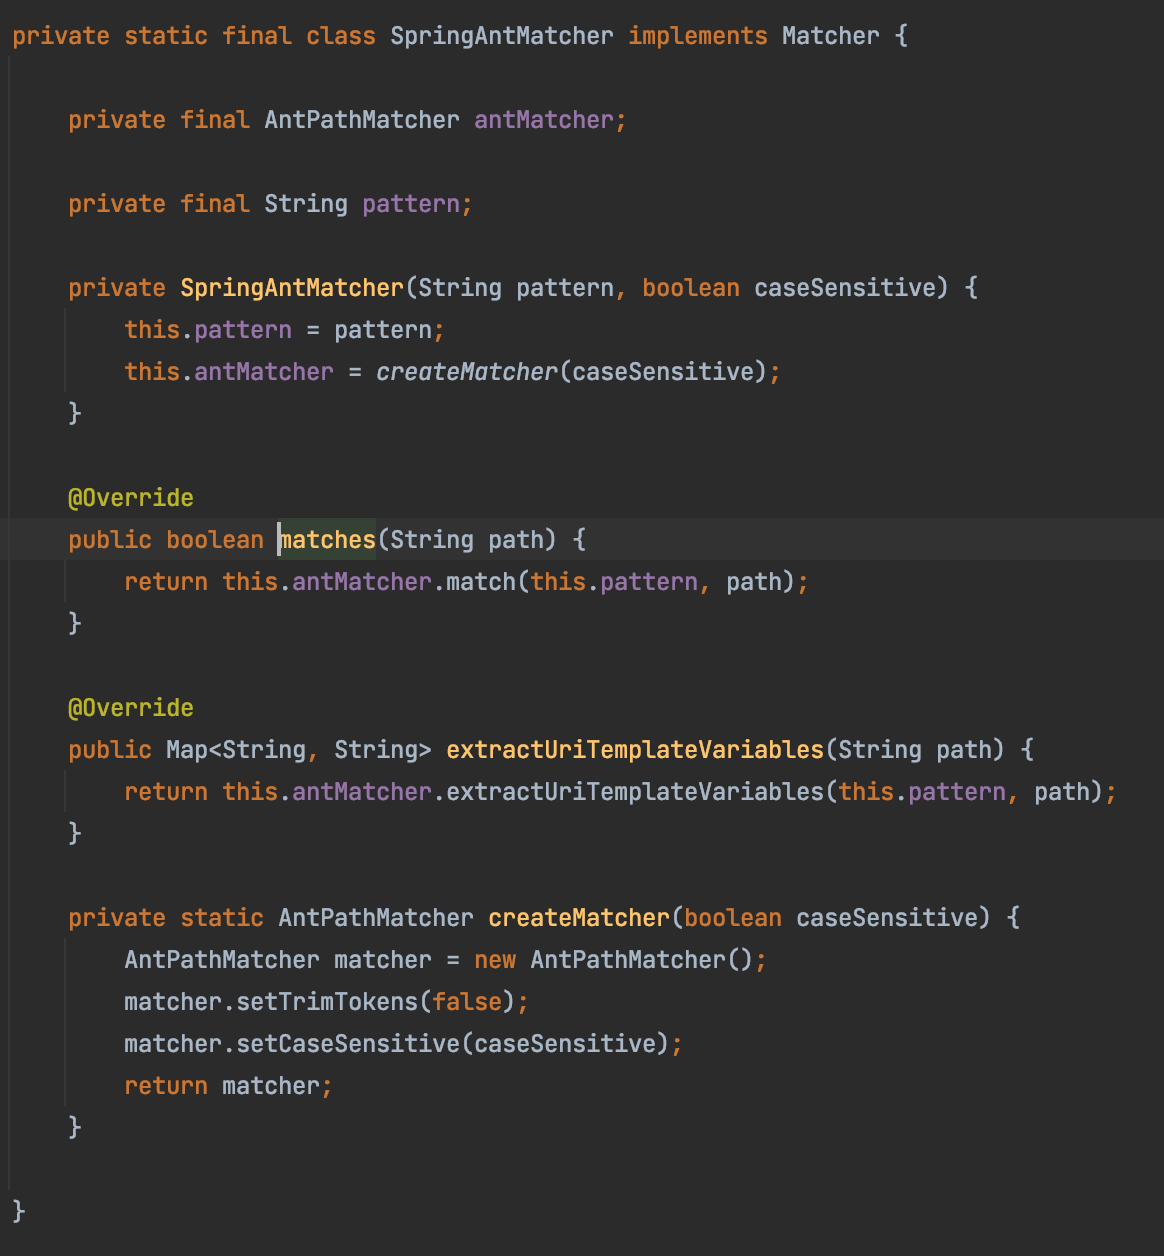 private static final class SpringAntMatcher implements Matcher {
private final AntPathMatcher antMatcher;
private final String pattern;
private SpringAntMatcher(String pattern, boolean caseSensitive) {
this.pattern = pattern;
this.antMatcher = createMatcher(caseSensitive);
}
@Override
public boolean matches(String path) {
return this.antMatcher.match(this.pattern, path);
}
@Override
public Map<String, String> extractUriTemplateVariables(String path) {
return this.antMatcher.extractUriTemplateVariables(this.pattern, path);
}
private static AntPathMatcher createMatcher(boolean caseSensitive) {
AntPathMatcher matcher = new AntPathMatcher();
matcher.setTrimTokens(false);
matcher.setCaseSensitive(caseSensitive);
return matcher;
}
}